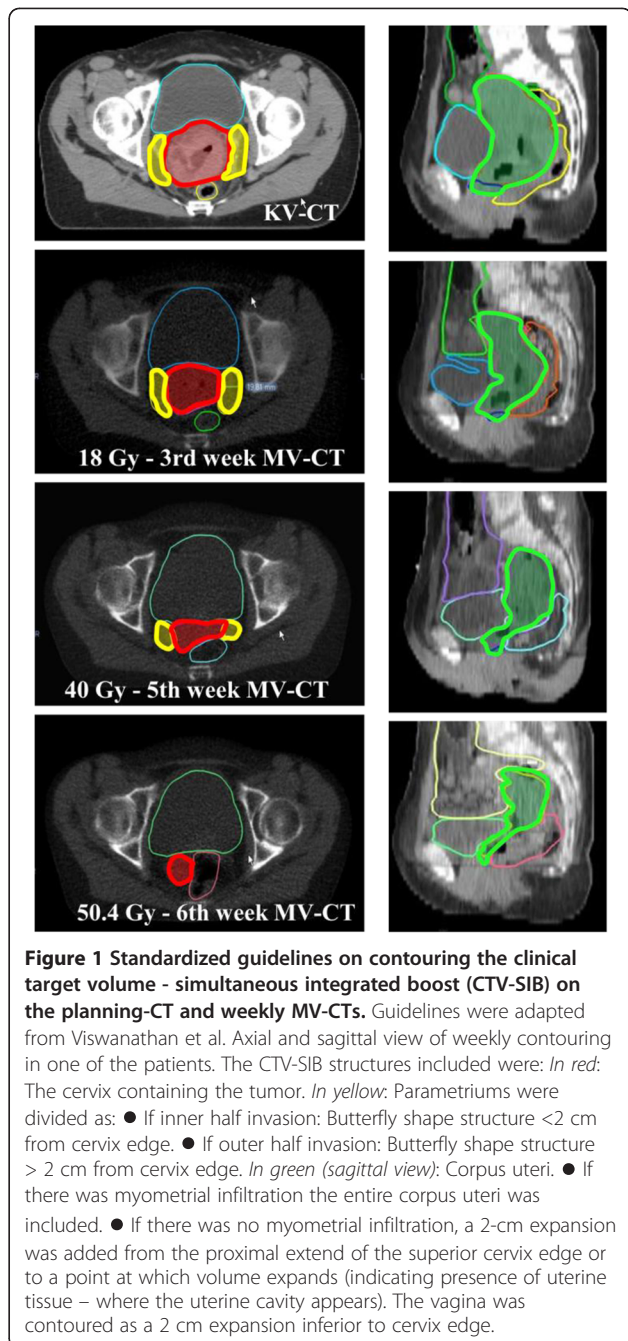 KV-CT
R
L
18 Gy - 3rd week MV-CT
R
40 Gy - 5th week MV-CT
50.4 Gy - 6th week MV-CT
Figure 1 Standardized guidelines on contouring the clinical
target volume - simultaneous integrated boost (CTV-SIB) on
the planning-CT and weekly MV-CTs. Guidelines were adapted
from Viswanathan et al. Axial and sagittal view of weekly contouring
in one of the patients. The CTV-SIB structures included were: In red:
The cervix containing the tumor. In yellow: Parametriums were
divided as: ● If inner half invasion: Butterfly shape structure <2 cm
from cervix edge. ● If outer half invasion: Butterfly shape structure
> 2 cm from cervix edge. In green (sagittal view): Corpus uteri. ● If
there was myometrial infiltration the entire corpus uteri was
included. ● If there was no myometrial infiltration, a 2-cm expansion
was added from the proximal extend of the superior cervix edge or
to a point at which volume expands (indicating presence of uterine
tissue – where the uterine cavity appears). The vagina was
contoured as a 2 cm expansion inferior to cervix edge.